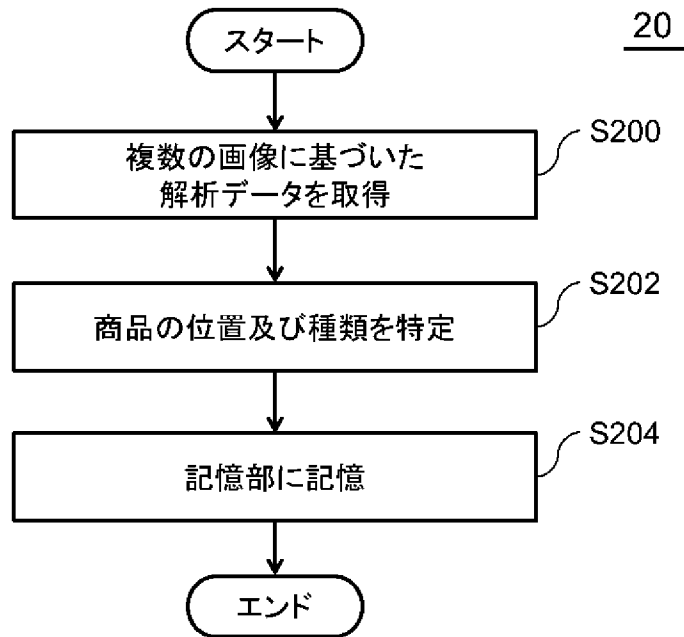 スタート
20
複数の画像に基づいた
解析データを取得
S200
商品の位置及び種類を特定
S202
記憶部に記憶
S204
エンド